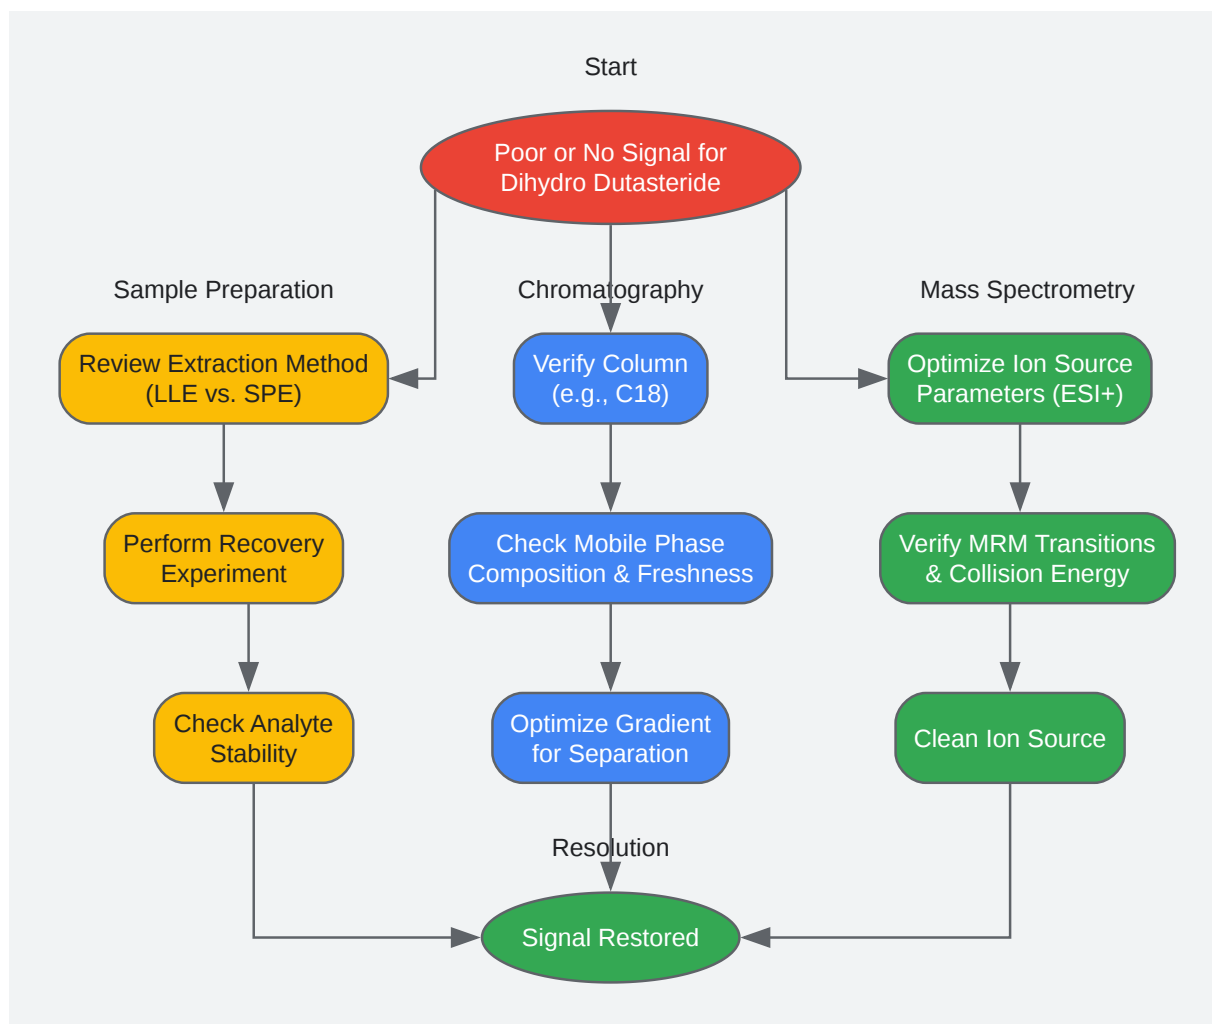 Start
Poor or No Signal for
Dihydro Dutasteride
Sample Preparation
Chromatography
Mass Spectrometry
Review Extraction Method
(LLE vs. SPE)
Verify Column
(e.g., C18)
Optimize Ion Source
Parameters (ESI+)
Perform Recovery
Experiment
Check Mobile Phase
Composition & Freshness
Verify MRM Transitions
& Collision Energy
Check Analyte
Stability
Optimize Gradient
for Separation
Clean Ion Source
Resolution
Signal Restored